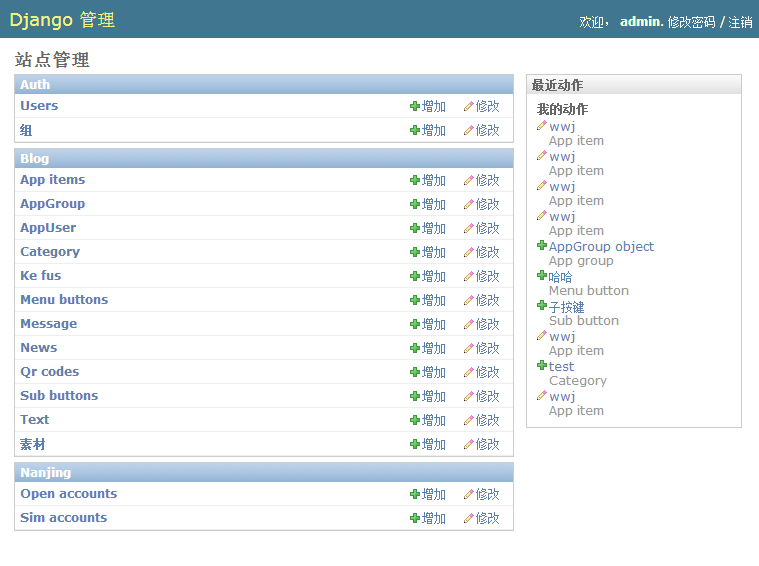 Django 管理
欢迎， admin. 修改密码 / 注销
站点管理
Auth
Users 增加 修改
组 增加 修改
Blog
App items 增加 修改
AppGroup 增加 修改
AppUser 增加 修改
Category 增加 修改
Ke fus 增加 修改
Menu buttons 增加 修改
Message 增加 修改
News 增加 修改
Qr codes 增加 修改
Sub buttons 增加 修改
Text 增加 修改
素材 增加 修改
Nanjing
Open accounts 增加 修改
Sim accounts 增加 修改
最近动作
我的动作
wwj
App item
wwj
App item
wwj
App item
wwj
App item
AppGroup object
App group
哈哈
Menu button
子按键
Sub button
wwj
App item
test
Category
wwj
App item